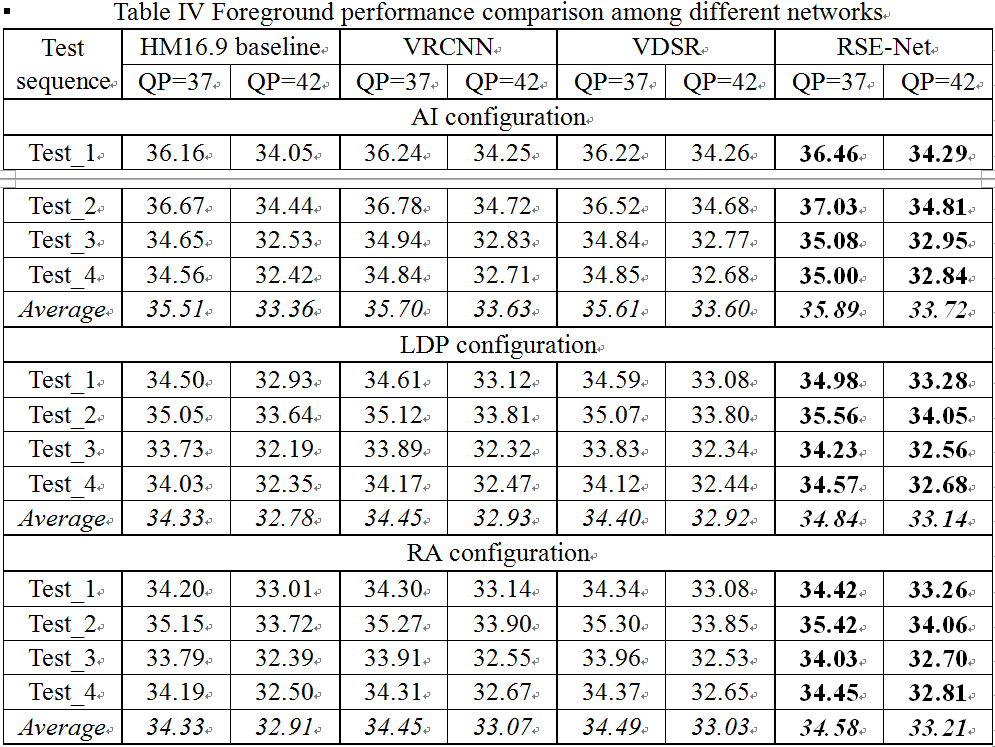 Table IV Foreground performance comparison among different networks
Test sequence HM16.9 baseline VRCNN VDSR RSE-Net
QP=37 QP=42 QP=37 QP=42 QP=37 QP=42 QP=37 QP=42
AI configuration
Test_1 36.16 34.05 36.24 34.25 36.22 34.26 36.46 34.29
Test_2 36.67 34.44 36.78 34.72 36.52 34.68 37.03 34.81
Test_3 34.65 32.53 34.94 32.83 34.84 32.77 35.08 32.95
Test_4 34.56 32.42 34.84 32.71 34.85 32.68 35.00 32.84
Average 35.51 33.36 35.70 33.63 35.61 33.60 35.89 33.72
LDP configuration
Test_1 34.50 32.93 34.61 33.12 34.59 33.08 34.98 33.28
Test_2 35.05 33.64 35.12 33.81 35.07 33.80 35.56 34.05
Test_3 33.73 32.19 33.89 32.32 33.83 32.34 34.23 32.56
Test_4 34.03 32.35 34.17 32.47 34.12 32.44 34.57 32.68
Average 34.33 32.78 34.45 32.93 34.40 32.92 34.84 33.14
RA configuration
Test_1 34.20 33.01 34.30 33.14 34.34 33.08 34.42 33.26
Test_2 35.15 33.72 35.27 33.90 35.30 33.85 35.42 34.06
Test_3 33.79 32.39 33.91 32.55 33.96 32.53 34.03 32.70
Test_4 34.19 32.50 34.31 32.67 34.37 32.65 34.45 32.81
Average 34.33 32.91 34.45 33.07 34.49 33.03 34.58 33.21